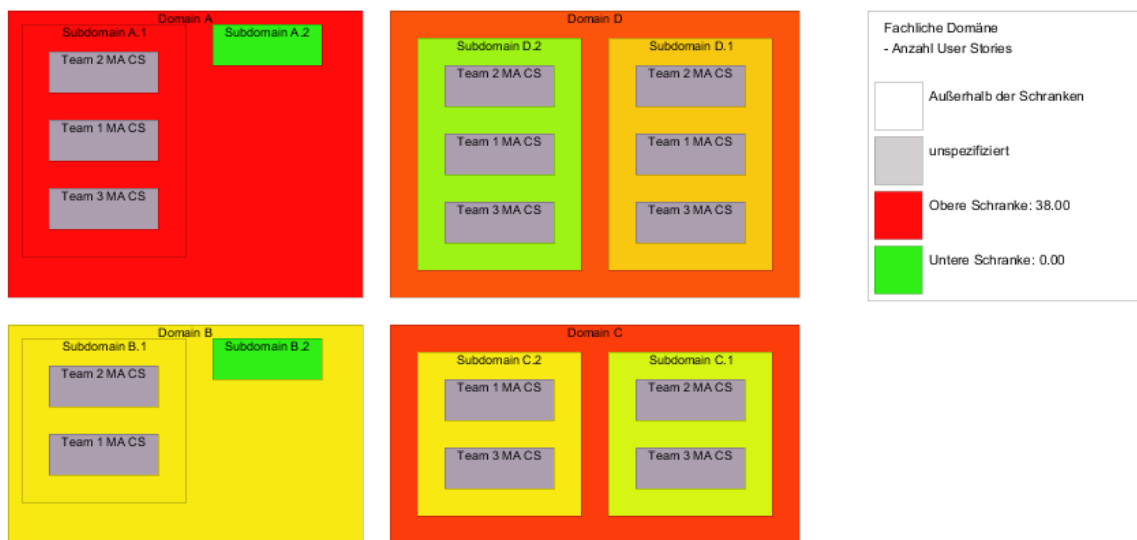 Domain A
Subdomain A.1
Subdomain A.2
Team 2 MA CS
Team 1 MA CS
Team 3 MA CS
Domain D
Subdomain D.2
Subdomain D.1
Team 2 MA CS
Team 2 MA CS
Team 1 MA CS
Team 1 MA CS
Team 3 MA CS
Team 3 MA CS
Fachliche Domäne
- Anzahl User Stories
Außerhalb der Schranken
unspezifiziert
Obere Schranke: 38.00
Untere Schranke: 0.00
Domain B
Subdomain B.1
Subdomain B.2
Team 2 MA CS
Team 1 MA CS
Domain C
Subdomain C.2
Subdomain C.1
Team 1 MA CS
Team 2 MA CS
Team 3 MA CS
Team 3 MA CS